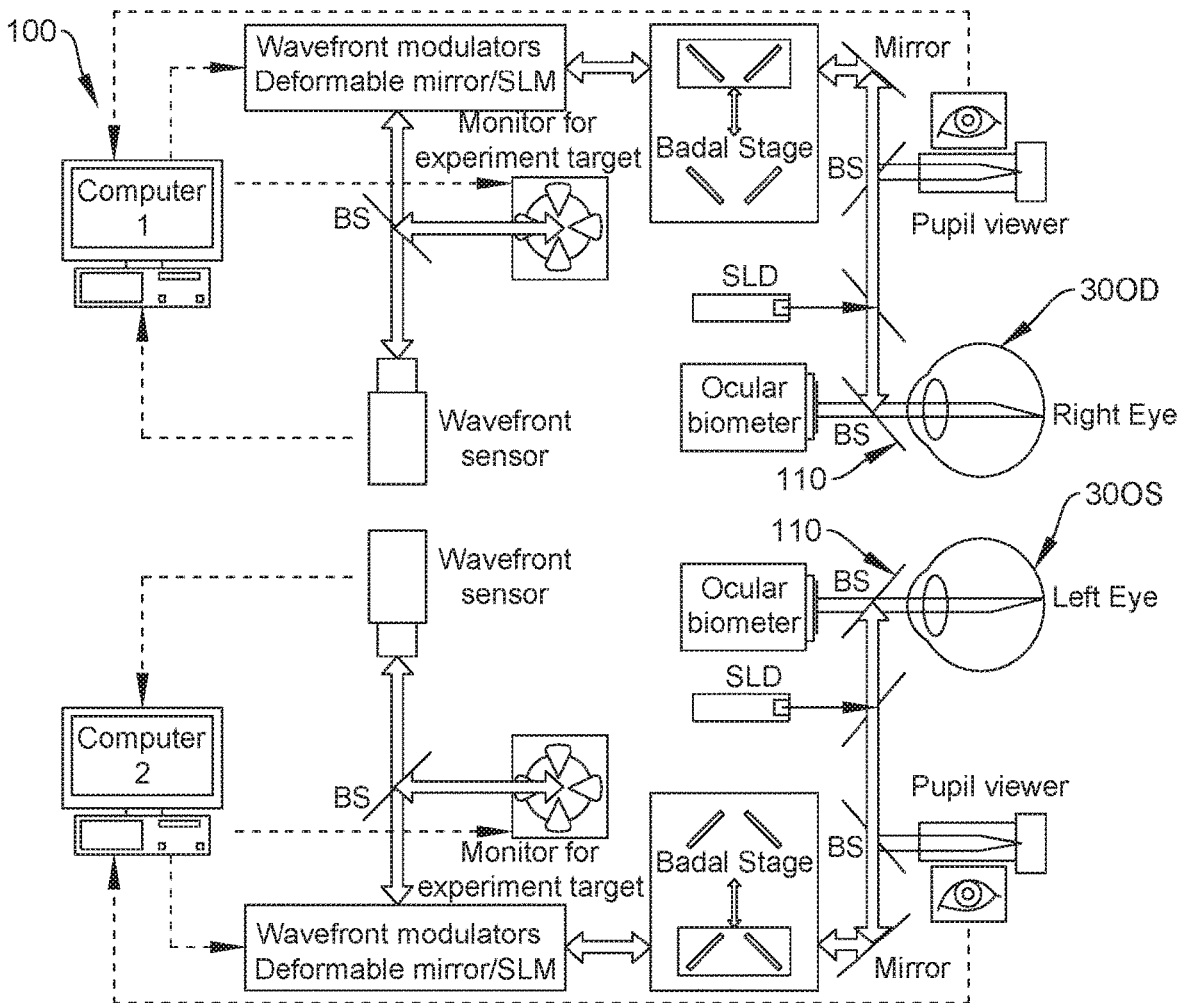 100
Wavefront modulators
Deformable mirror/SLM
Mirror
Monitor for
experiment target
Badal Stage
BS
Computer
1
BS
Pupil viewer
SLD
300D
Ocular
biometer
Right Eye
Wavefront
sensor
BS
110
300S
110
Wavefront
sensor
BS
Ocular
biometer
Left Eye
SLD
Computer
2
Pupil viewer
BS
BS
Monitor for
experiment target
Badal Stage
Wavefront modulators
Deformable mirror/SLM
Mirror